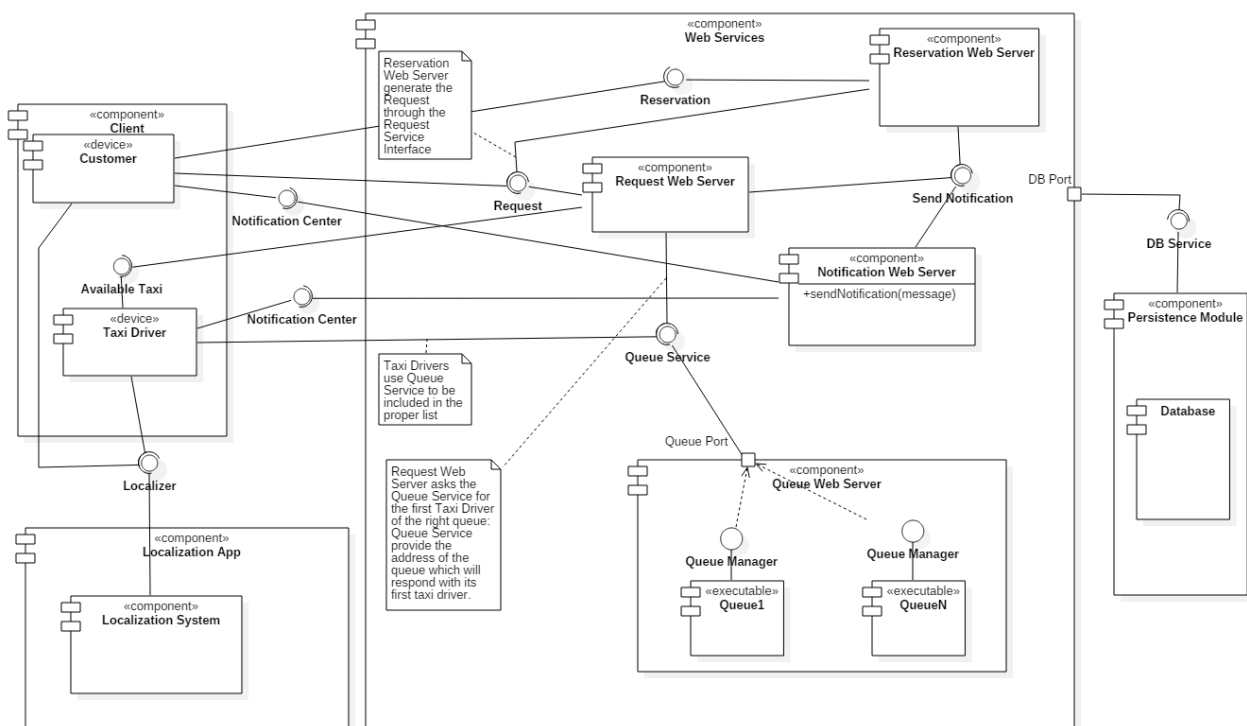 «component»
Web Services
«component»
Reservation Web Server
Reservation
Web Server
generate the
Request
through the
Request
Service
Interface
Reservation
«component»
Client
«device»
Customer
«component»
Request Web Server
Request
Send Notification
DB Port
Notification Center
DB Service
«component»
Notification Web Server
+sendNotification(message)
Available Taxi
«device»
Taxi Driver
Notification Center
«component»
Persistence Module
Queue Service
Taxi Drivers
use Queue
Service to be
included in the
proper list
Database
Queue Port
«component»
Queue Web Server
Localizer
Request Web
Server asks the
Queue Service for
the first Taxi Driver
of the right queue:
Queue Service
provide the
address of the
queue which will
respond with its
first taxi driver.
«component»
Localization App
Queue Manager
Queue Manager
«executable»
Queue1
«executable»
QueueN
«component»
Localization System